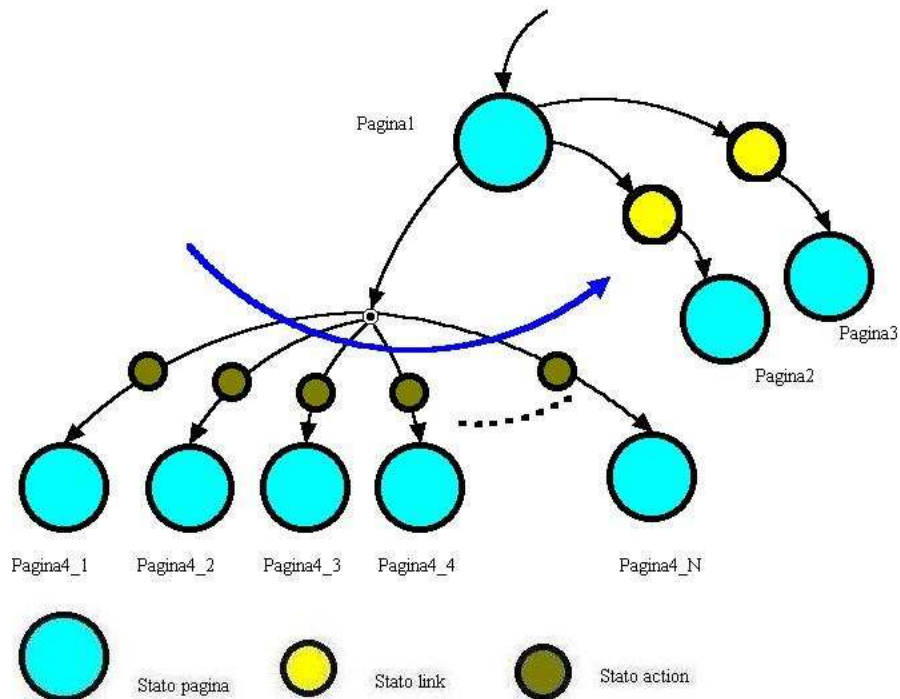 Pagina1
Pagina3
Pagina2
Pagina4_1
Pagina4_2
Pagina4_3
Pagina4_4
Pagina4_N
Stato pagina
Stato link
Stato action